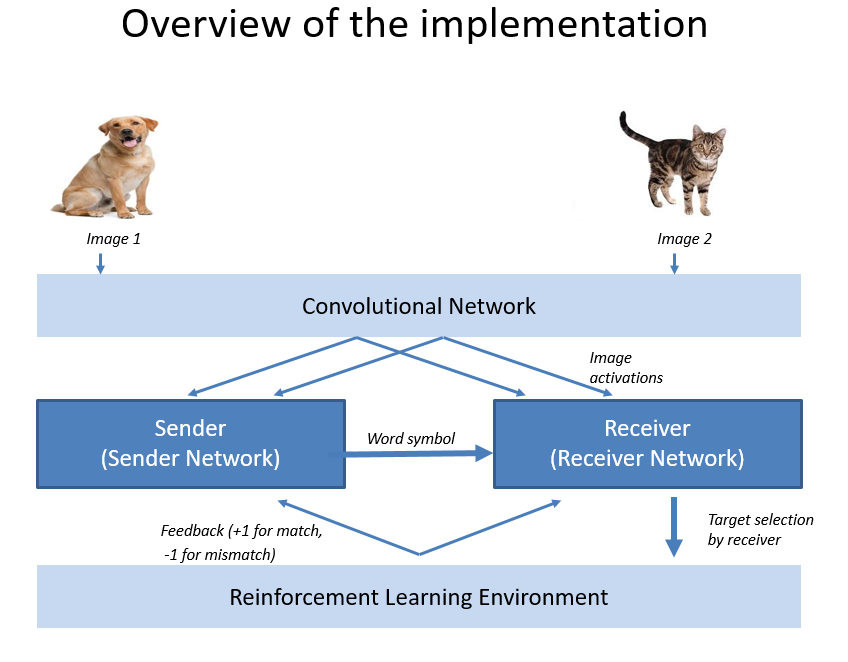 Overview of the implementation
Image 1
Image 2
Convolutional Network
Image
activations
Sender
(Sender Network)
Word symbol
Receiver
(Receiver Network)
Feedback (+1 for match,
-1 for mismatch)
Target selection
by receiver
Reinforcement Learning Environment